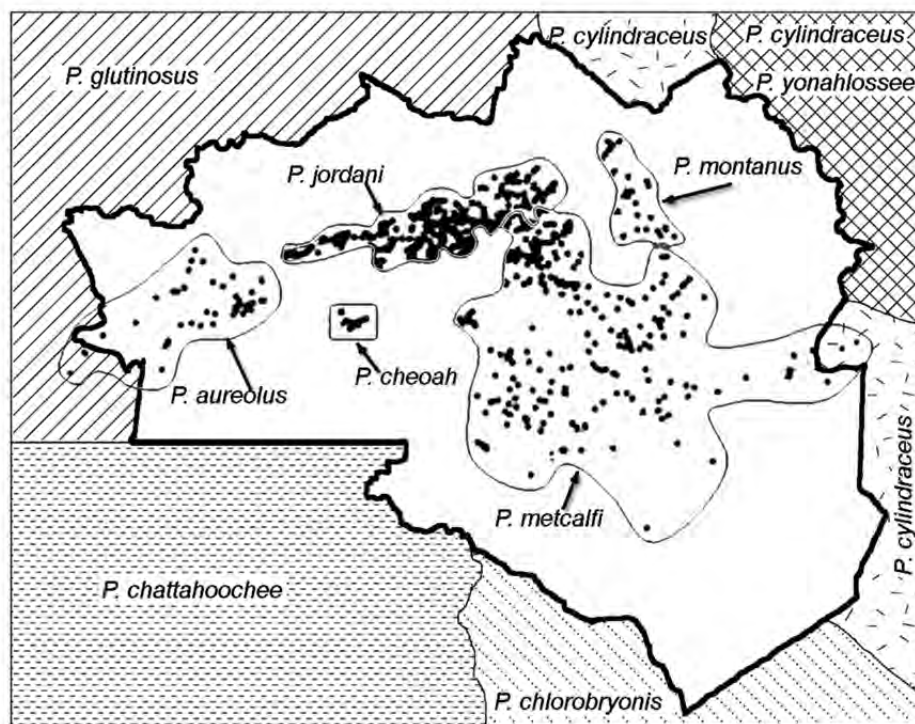 P. cylindraceus
P. cylindraceus
P. glutinosus
P. yonahlossee
P. jordani
P. montanus
P. cheoah
P. aureolus
P. cylindraceus
P. metcalfi
P. chattahoochee
P. chlorobryonis